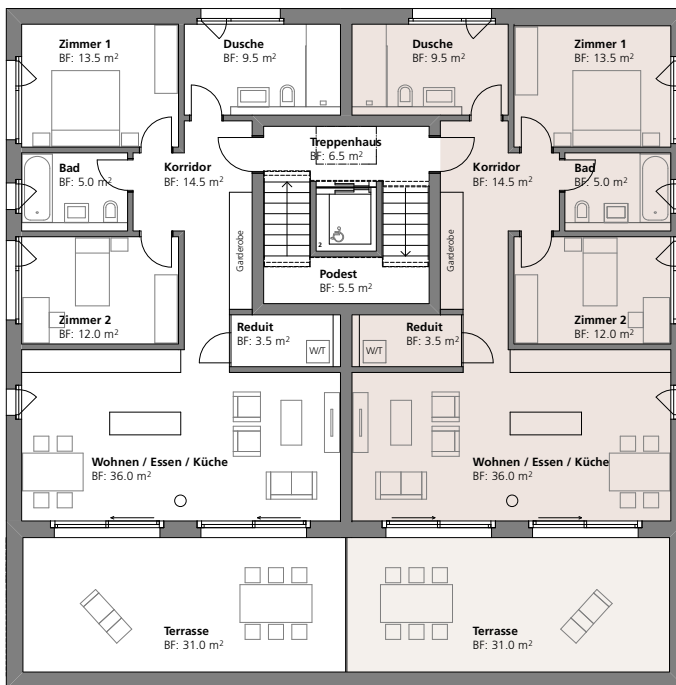 Zimmer 1
BF: 13.5 m²
Dusche
BF: 9.5 m²
Dusche
BF: 9.5 m²
Zimmer 1
BF: 13.5 m²
Treppenhaus
BF: 6.5 m²
Bad
BF: 5.0 m²
Korridor
BF: 14.5 m²
Korridor
BF: 14.5 m²
Bad
BF: 5.0 m²
Garderobe
2
Garderobe
Podest
BF: 5.5 m²
Zimmer 2
BF: 12.0 m²
Reduit
BF: 3.5 m²
W/T
Reduit
BF: 3.5 m²
W/T
Zimmer 2
BF: 12.0 m²
Wohnen / Essen / Küche
BF: 36.0 m²
Wohnen / Essen / Küche
BF: 36.0 m²
Terrasse
BF: 31.0 m²
Terrasse
BF: 31.0 m²